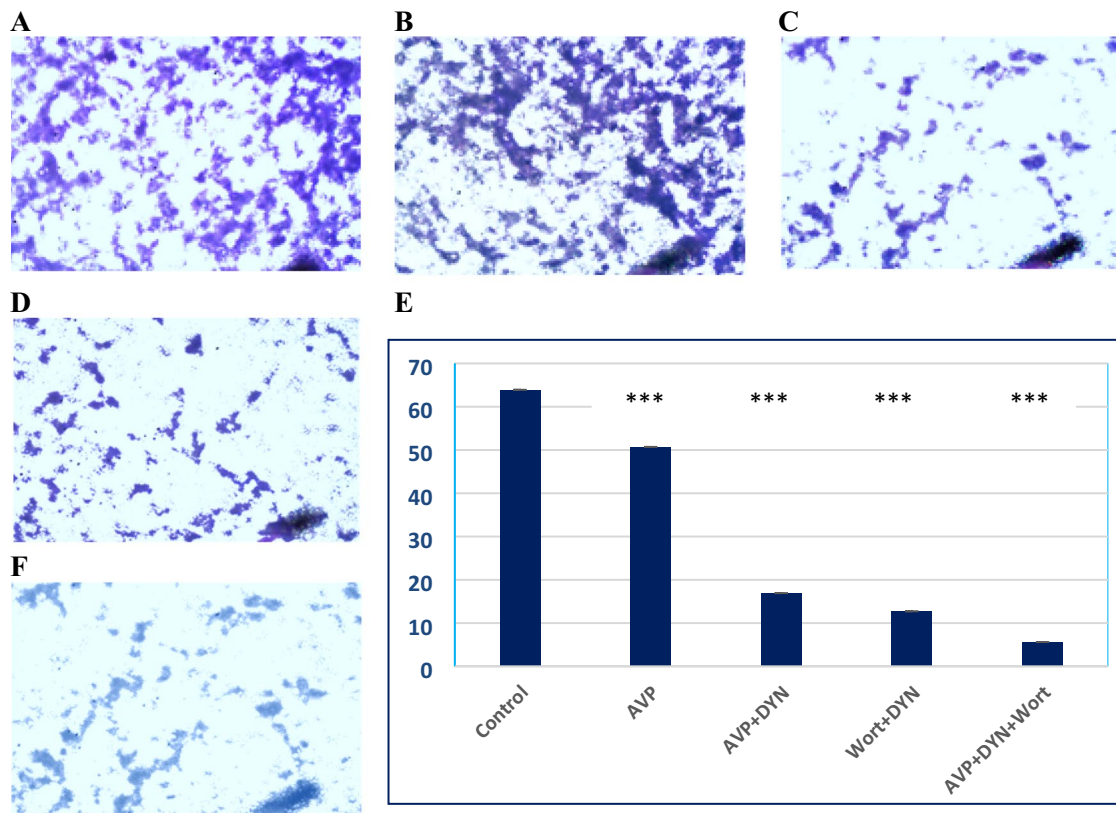 A
B
C
D
E
70
60
50
40
30
20
10
0
***
***
***
***
Control
AVP
AVP+DYN
Wort+DYN
AVP+DYN+Wort
F